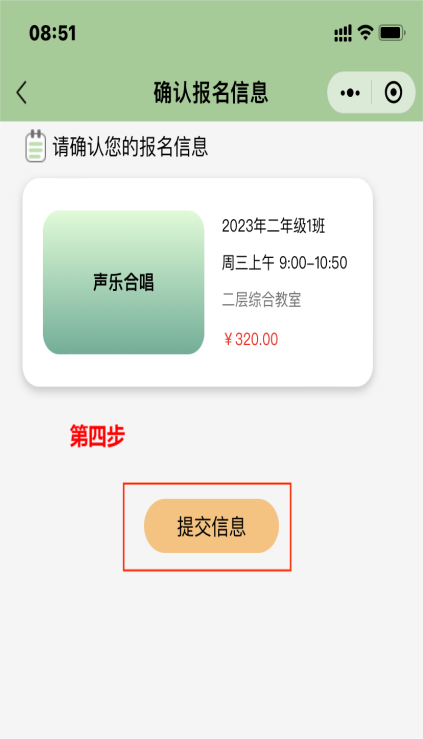 08:51
确认报名信息
请确认您的报名信息
声乐合唱
2023年二年级1班
周三上午 9:00-10:50
二层综合教室
¥320.00
第四步
提交信息